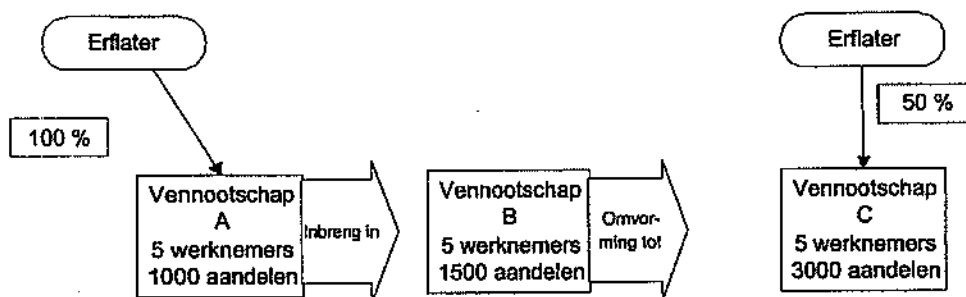 Erflater
Erflater
100 %
50 %
Vennootschap
A
5 werknemers
1000 aandelen
Inbreng in
Vennootschap
B
5 werknemers
1500 aandelen
Omvor-
ming tot
Vennootschap
C
5 werknemers
3000 aandelen